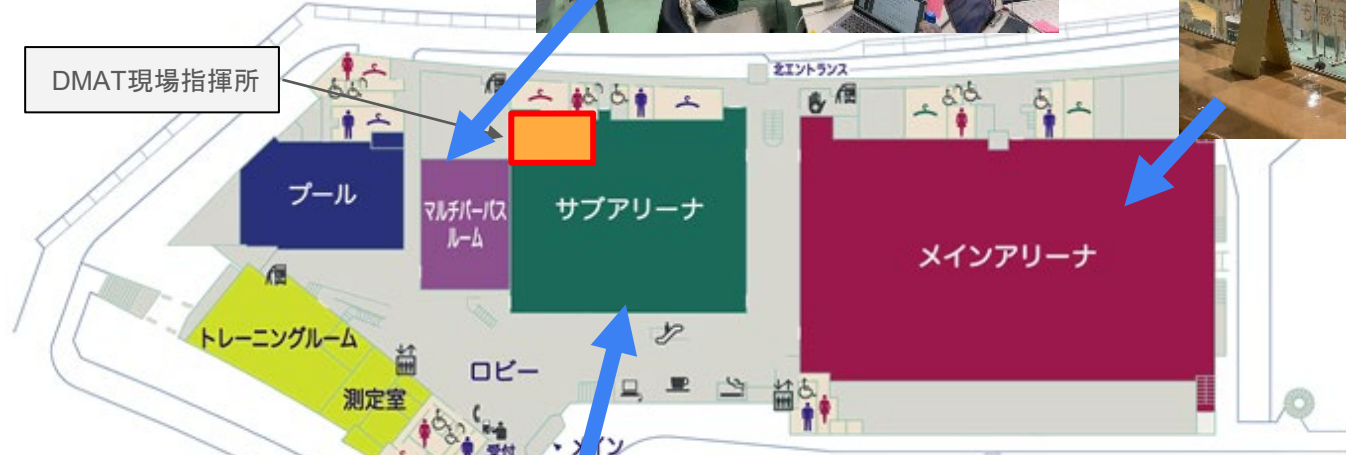 北エントランス
DMAT現場指揮所
プール
マルチパーパス
ルーム
サブアリーナ
メインアリーナ
トレーニングルーム
ロビー
測定室
受付
メイン